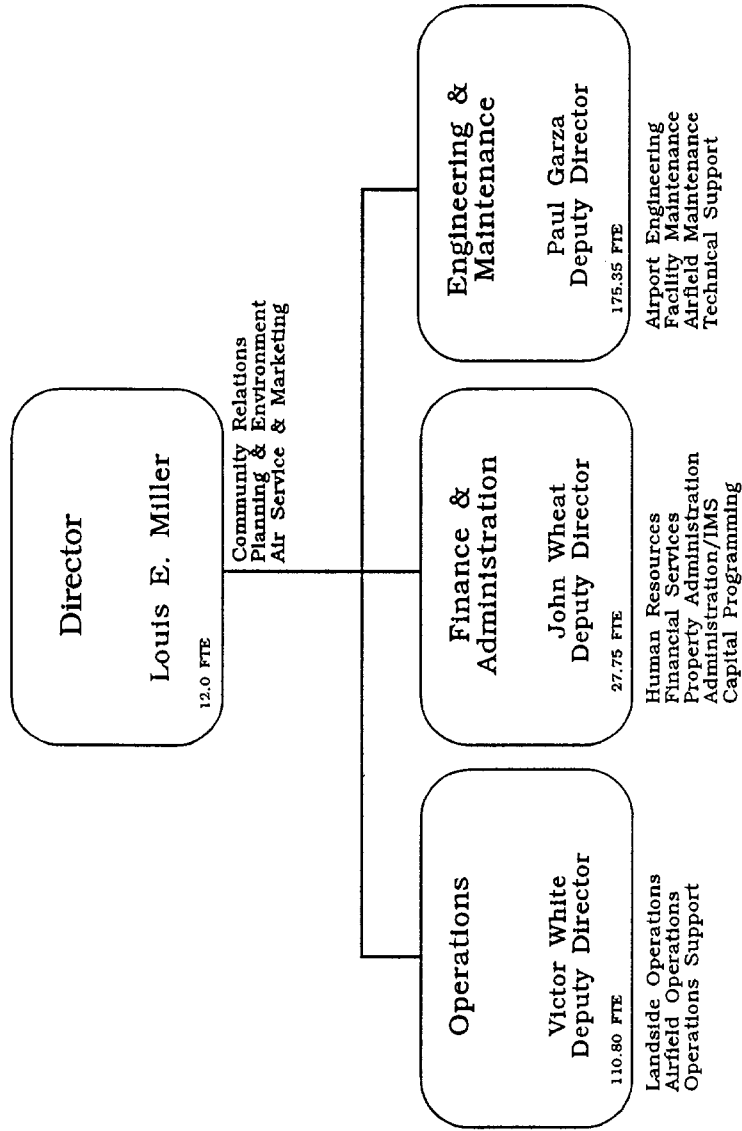 Director
Louis E. Miller
12.0 FTE
Community Relations
Planning & Environment
Air Service & Marketing
Operations
Victor White
Deputy Director
110.80 FTE
Landside Operations
Airfield Operations
Operations Support
Finance &
Administration
John Wheat
Deputy Director
27.75 FTE
Human Resources
Financial Services
Property Administration
Administration/IMS
Capital Programming
Engineering &
Maintenance
Paul Garza
Deputy Director
175.35 FTE
Airport Engineering
Facility Maintenance
Airfield Maintenance
Technical Support